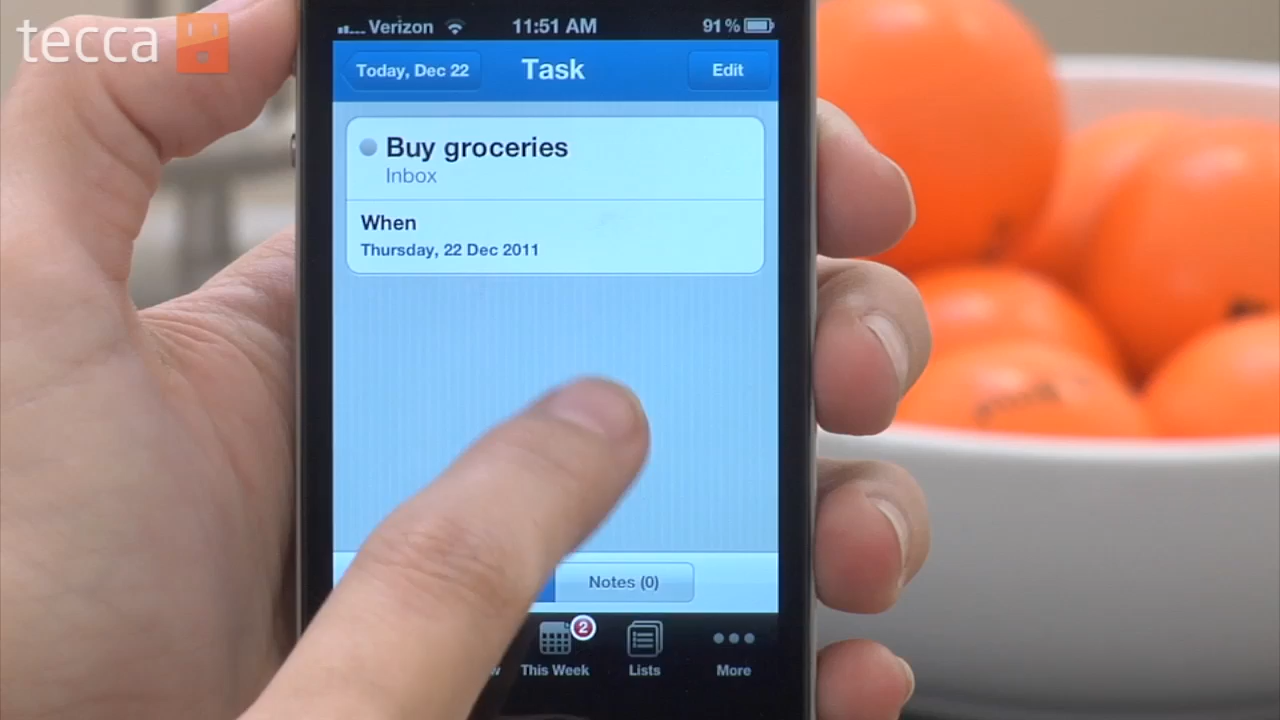 tecca
Verizon 11:51 AM 91%
Today, Dec 22 Task Edit
Buy groceries
Inbox
When
Thursday, 22 Dec 2011
Notes (0)
2
This Week Lists More